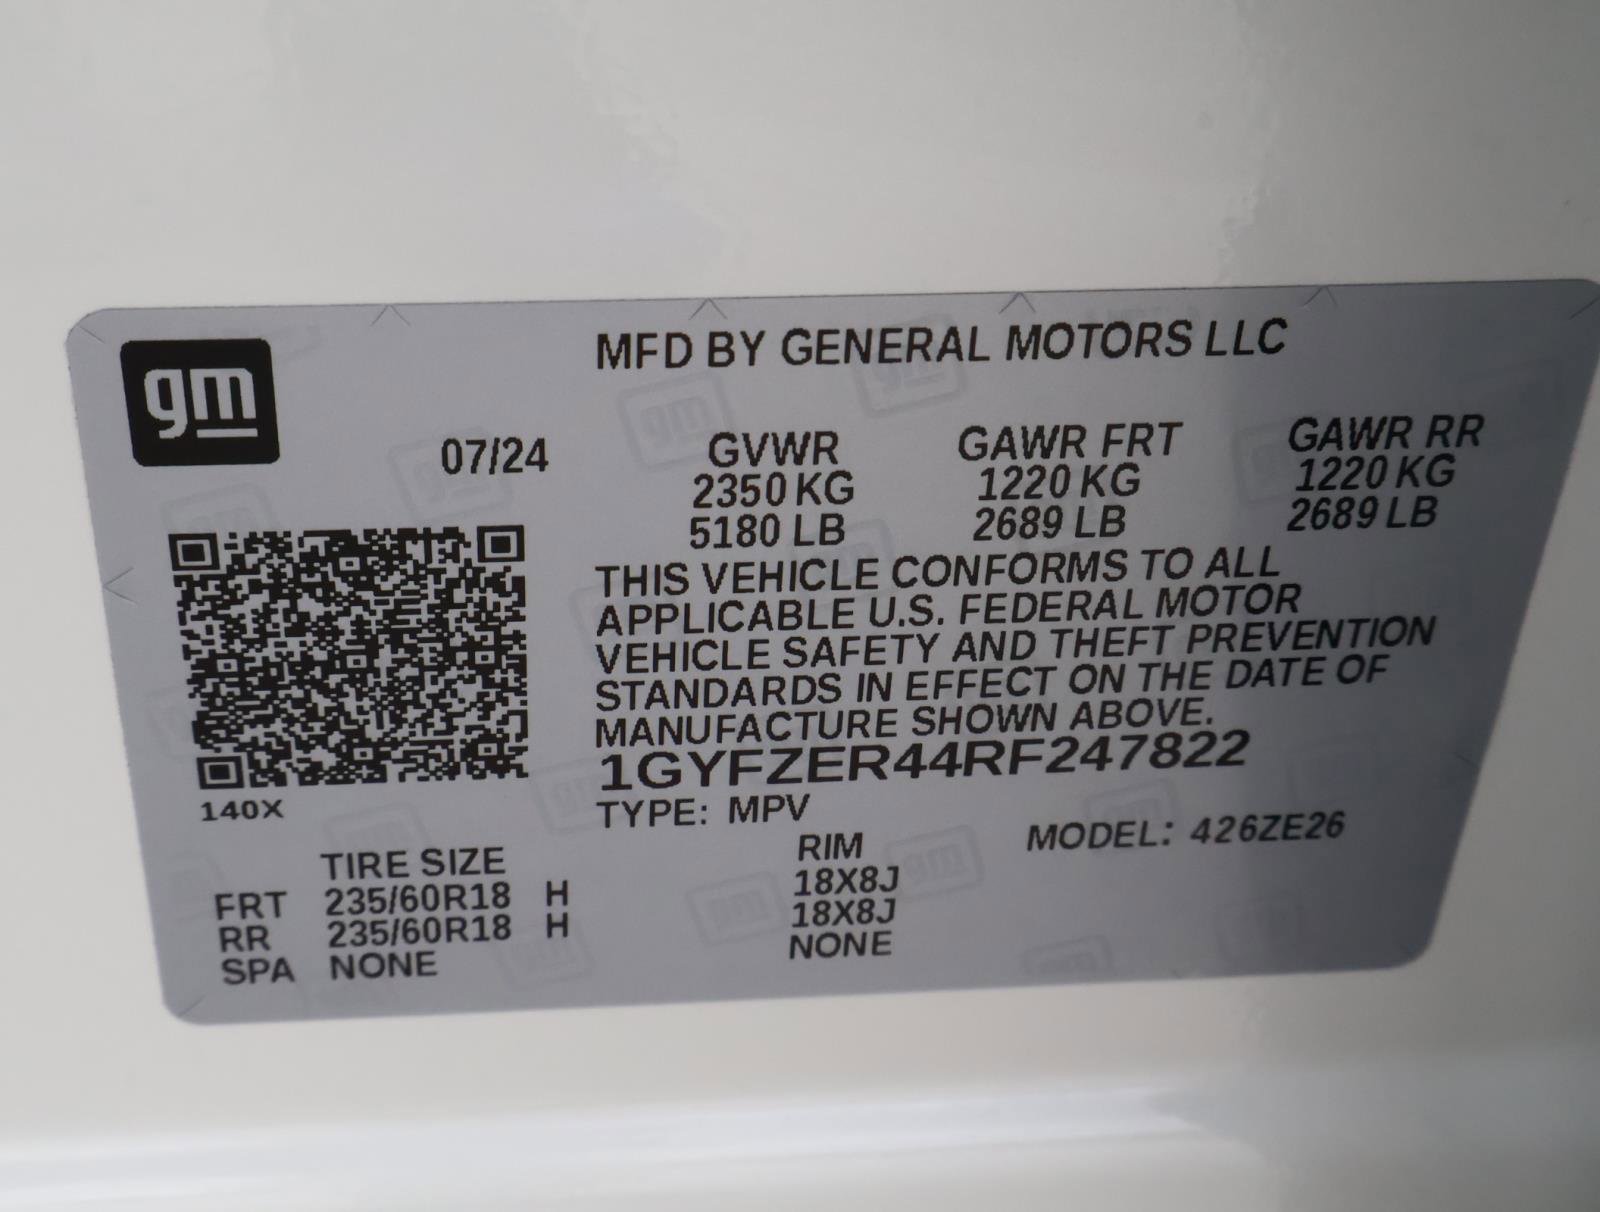 gm
MFD BY GENERAL MOTORS LLC
07/24 GVWR GAWR FRT GAWR RR
2350 KG 1220 KG 1220 KG
5180 LB 2689 LB 2689 LB
THIS VEHICLE CONFORMS TO ALL
APPLICABLE U.S. FEDERAL MOTOR
VEHICLE SAFETY AND THEFT PREVENTION
STANDARDS IN EFFECT ON THE DATE OF
MANUFACTURE SHOWN ABOVE.
1GYFZER44RF247822
140X
TYPE: MPV
MODEL: 426ZE26
TIRE SIZE RIM
FRT 235/60R18 H 18X8J
RR 235/60R18 H 18X8J
SPA NONE NONE